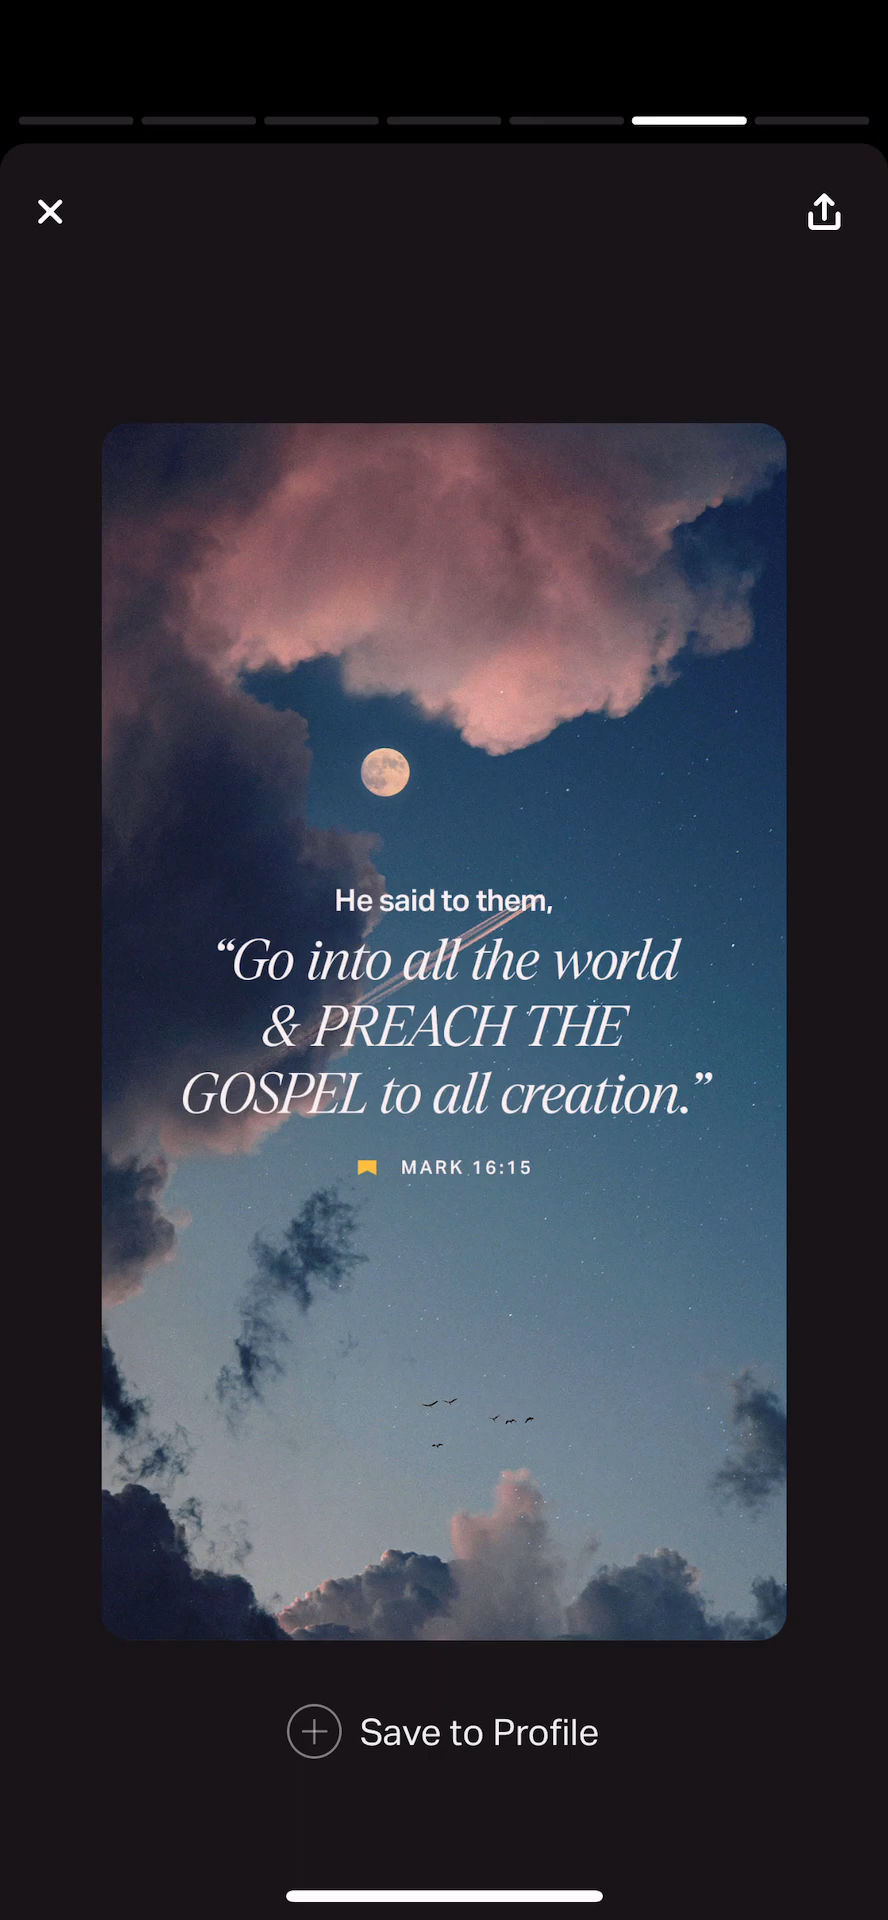 He said to them,
“Go into all the world
& PREACH THE
GOSPEL to all creation.”
MARK 16:15
Save to Profile